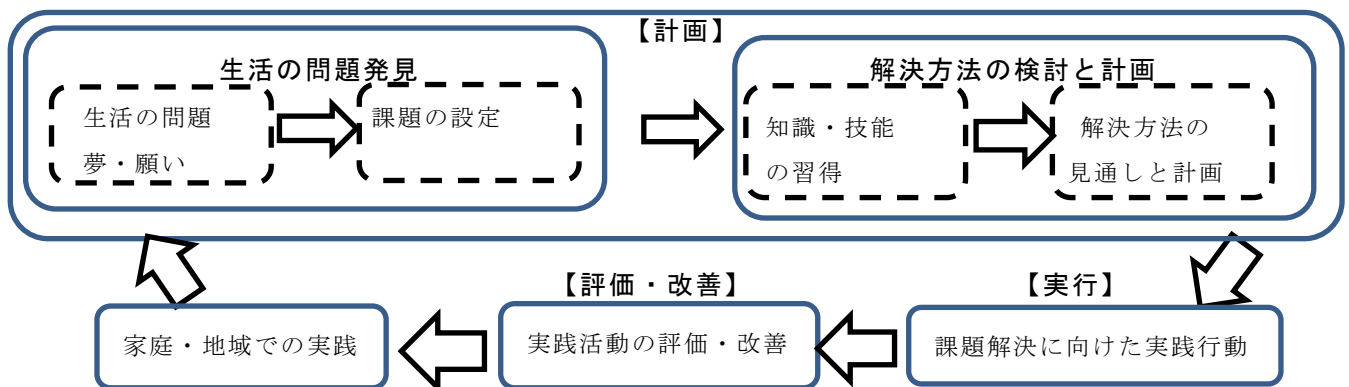 【計画】
生活の問題発見
生活の問題
夢・願い
課題の設定
解決方法の検討と計画
知識・技能
の習得
解決方法の
見通しと計画
【実行】
課題解決に向けた実践行動
【評価・改善】
実践活動の評価・改善
家庭・地域での実践